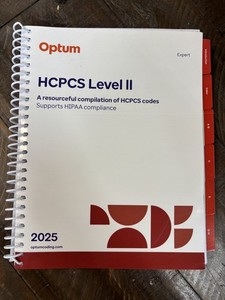 Optum
Expert
HCPCS Level II
A resourceful compilation of HCPCS codes
Supports HIPAA compliance
2025
optumcoding.com